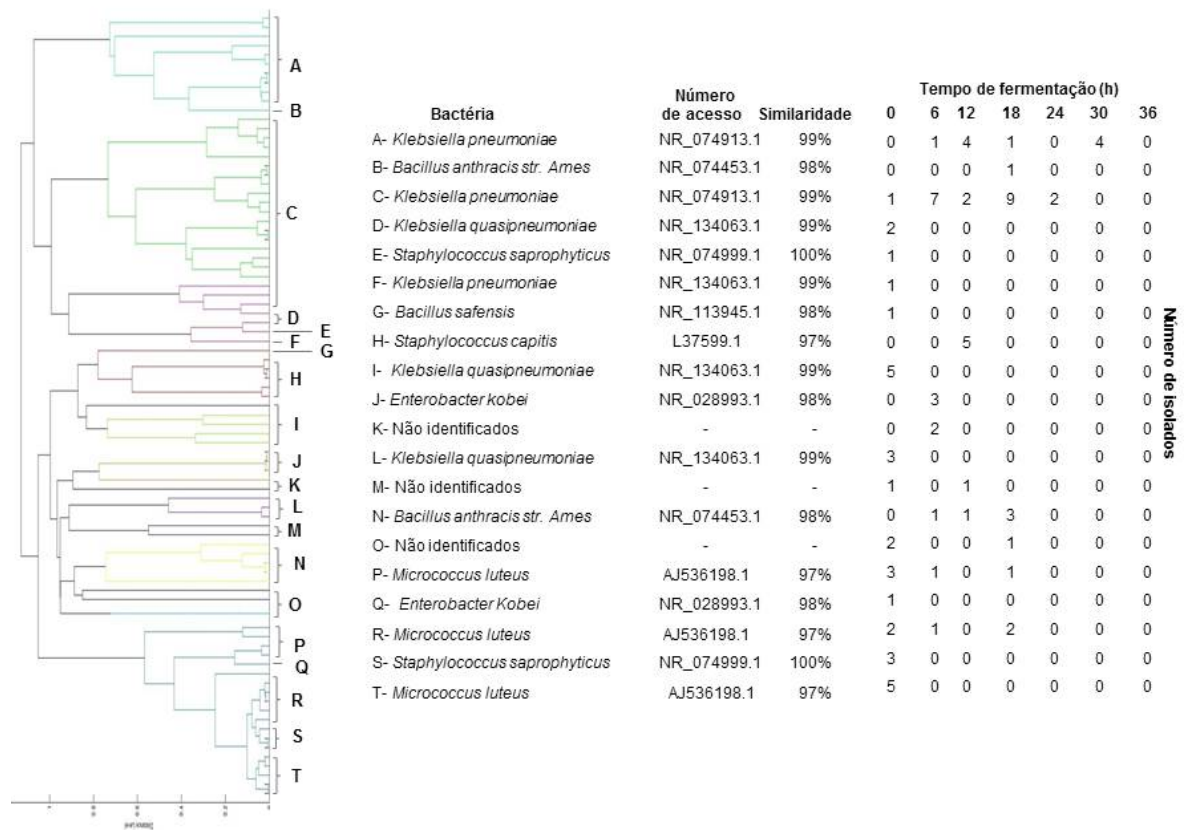 A
B
C
D
E
F
G
H
I
J
K
L
M
N
O
P
Q
R
S
T
Tempo de fermentação (h)
Bactéria Número de acesso Similaridade 0 6 12 18 24 30 36
A- Klebsiella pneumoniae NR_074913.1 99% 0 1 4 1 0 4 0
B- Bacillus anthracis str. Ames NR_074453.1 98% 0 0 0 1 0 0 0
C- Klebsiella pneumoniae NR_074913.1 99% 1 7 2 9 2 0 0
D- Klebsiella quasipneumoniae NR_134063.1 99% 2 0 0 0 0 0 0
E- Staphylococcus saprophyticus NR_074999.1 100% 1 0 0 0 0 0 0
F- Klebsiella pneumoniae NR_134063.1 99% 1 0 0 0 0 0 0
G- Bacillus safensis NR_113945.1 98% 1 0 0 0 0 0 0
H- Staphylococcus capitis L37599.1 97% 0 0 5 0 0 0 0
I- Klebsiella quasipneumoniae NR_134063.1 99% 5 0 0 0 0 0 0
J- Enterobacter kobei NR_028993.1 98% 0 3 0 0 0 0 0
K- Não identificados - - 0 2 0 0 0 0 0
L- Klebsiella quasipneumoniae NR_134063.1 99% 3 0 0 0 0 0 0
M- Não identificados - - 1 0 1 0 0 0 0
N- Bacillus anthracis str. Ames NR_074453.1 98% 0 1 1 3 0 0 0
O- Não identificados - - 2 0 0 1 0 0 0
P- Micrococcus luteus AJ536198.1 97% 3 1 0 1 0 0 0
Q- Enterobacter Kobei NR_028993.1 98% 1 0 0 0 0 0 0
R- Micrococcus luteus AJ536198.1 97% 2 1 0 2 0 0 0
S- Staphylococcus saprophyticus NR_074999.1 100% 3 0 0 0 0 0 0
T- Micrococcus luteus AJ536198.1 97% 5 0 0 0 0 0 0
Número de isolados